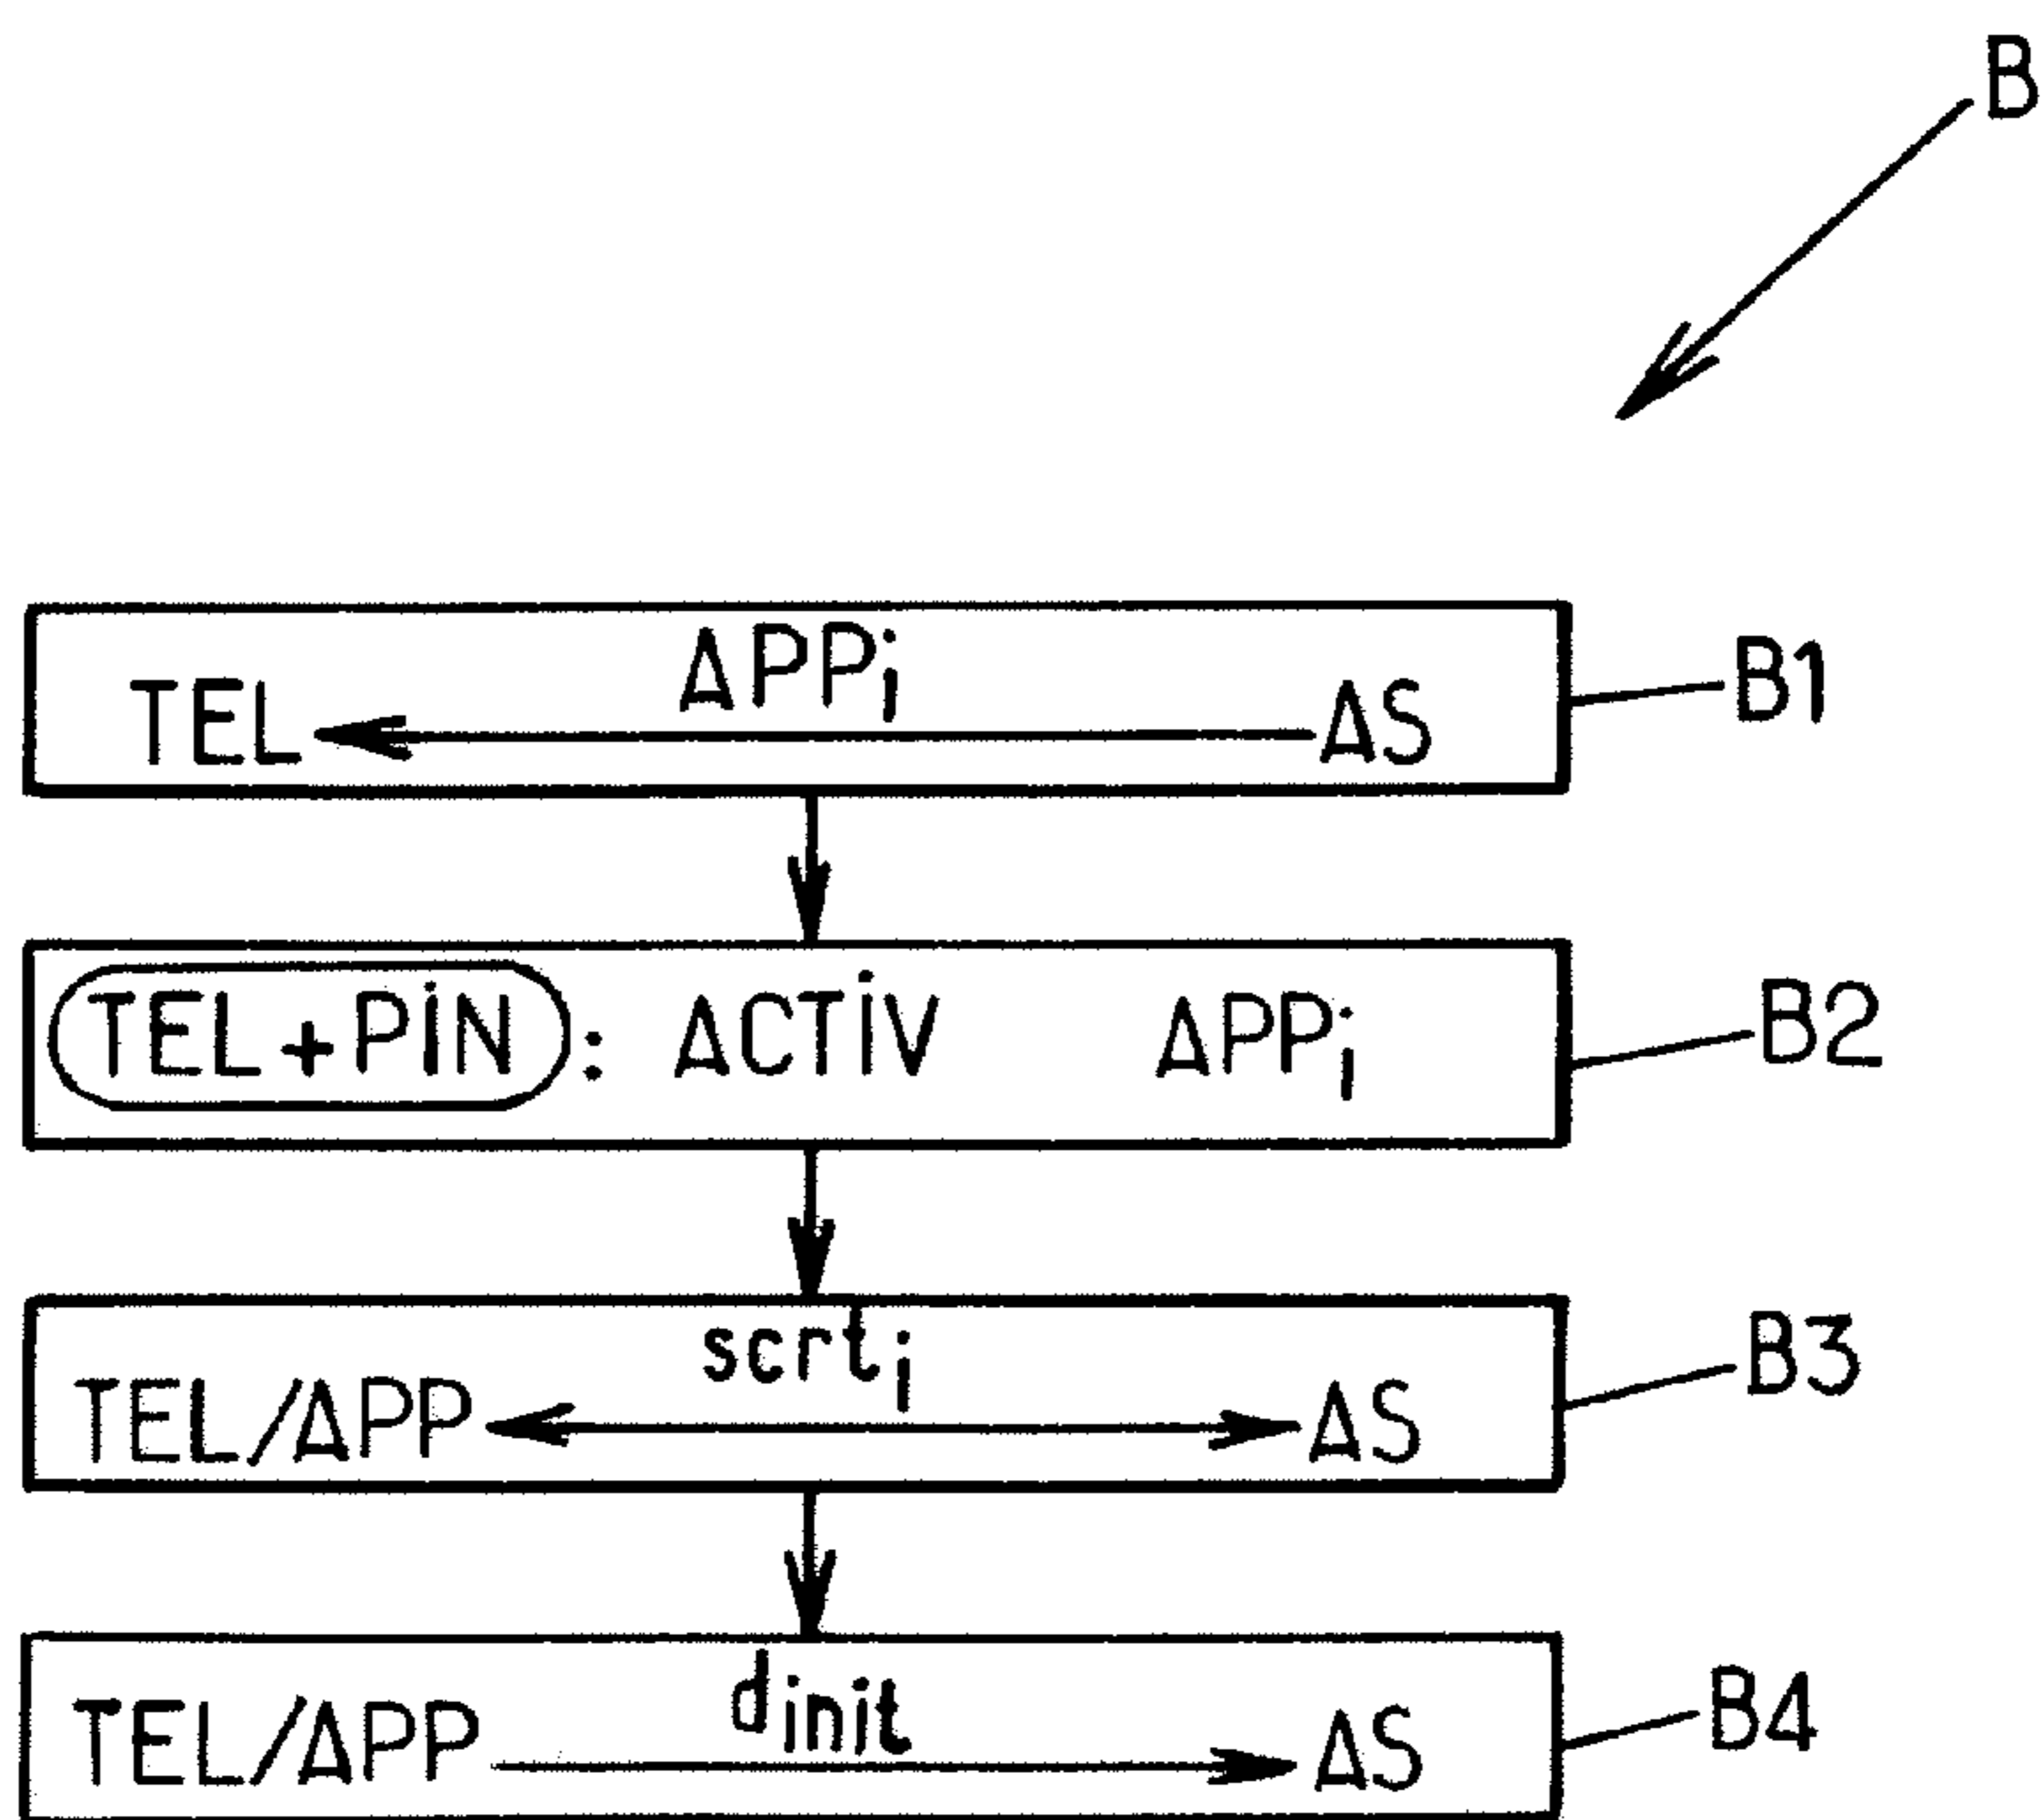 B
APPi
TEL AS B1
TEL+PIN: ACTIV APPi B2
scrti
TEL/APP AS B3
dinit
TEL/APP AS B4